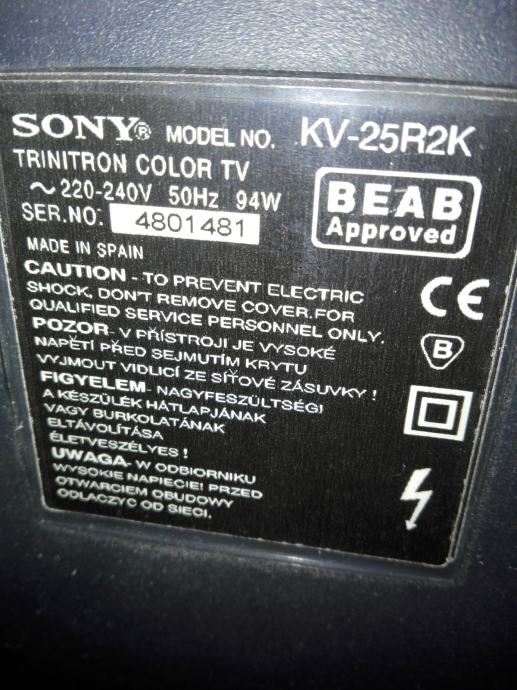 SONY® MODEL NO. KV-25R2K
TRINITRON COLOR TV
~ 220-240V 50Hz 94W
SER.NO: 4801481
BEAB
Approved
MADE IN SPAIN
CAUTION - TO PREVENT ELECTRIC
SHOCK, DON'T REMOVE COVER.FOR
QUALIFIED SERVICE PERSONNEL ONLY.
POZOR - V PŘÍSTROJI JE VYSOKÉ
NAPĚTÍ PŘED SEJMUTÍM KRYTU
VYJMOUT VIDLICÍ ZE SÍŤOVÉ ZÁSUVKY !
FIGYELEM - NAGYFESZÜLTSÉG!
A KÉSZÜLÉK HÁTLAPJÁNAK
VAGY BURKOLATÁNAK
ELTÁVOLÍTÁSA
ÉLETVESZÉLYES !
UWAGA - W ODBIORNIKU
WYSOKIE NAPIECIE! PRZED
OTWARCIEM OBUDOWY
ODLACZYC OD SIECI.
CE
B